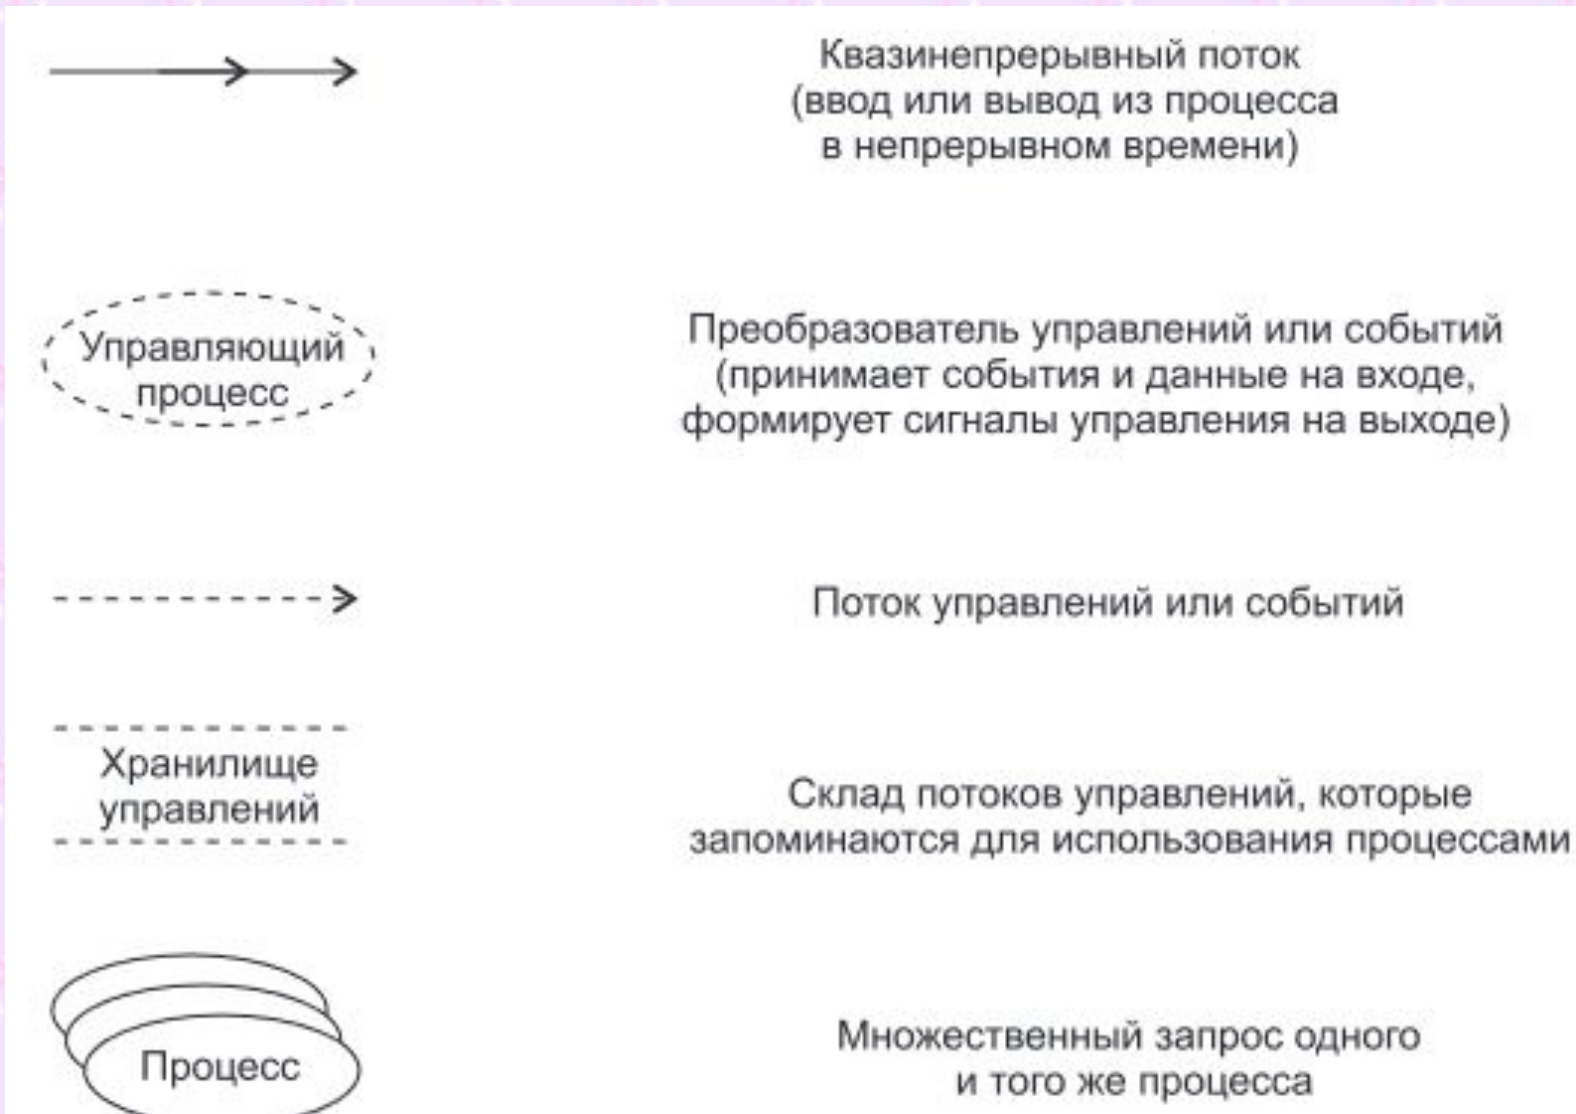 Квазинепрерывный поток
(ввод или вывод из процесса
в непрерывном времени)
Управляющий
процесс
Преобразователь управлений или событий
(принимает события и данные на входе,
формирует сигналы управления на выходе)
Поток управлений или событий
Хранилище
управлений
Склад потоков управлений, которые
запоминаются для использования процессами
Процесс
Множественный запрос одного
и того же процесса